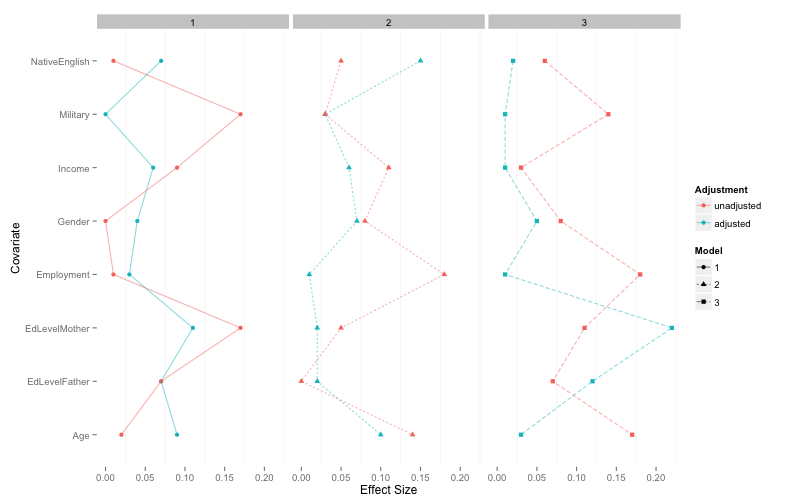 1 2 3
NativeEnglish
Military
Income
Gender
Employment
EdLevelMother
EdLevelFather
Age
Covariate
0.00 0.05 0.10 0.15 0.20 0.00 0.05 0.10 0.15 0.20 0.00 0.05 0.10 0.15 0.20
Effect Size
Adjustment
unadjusted
adjusted
Model
1
2
3